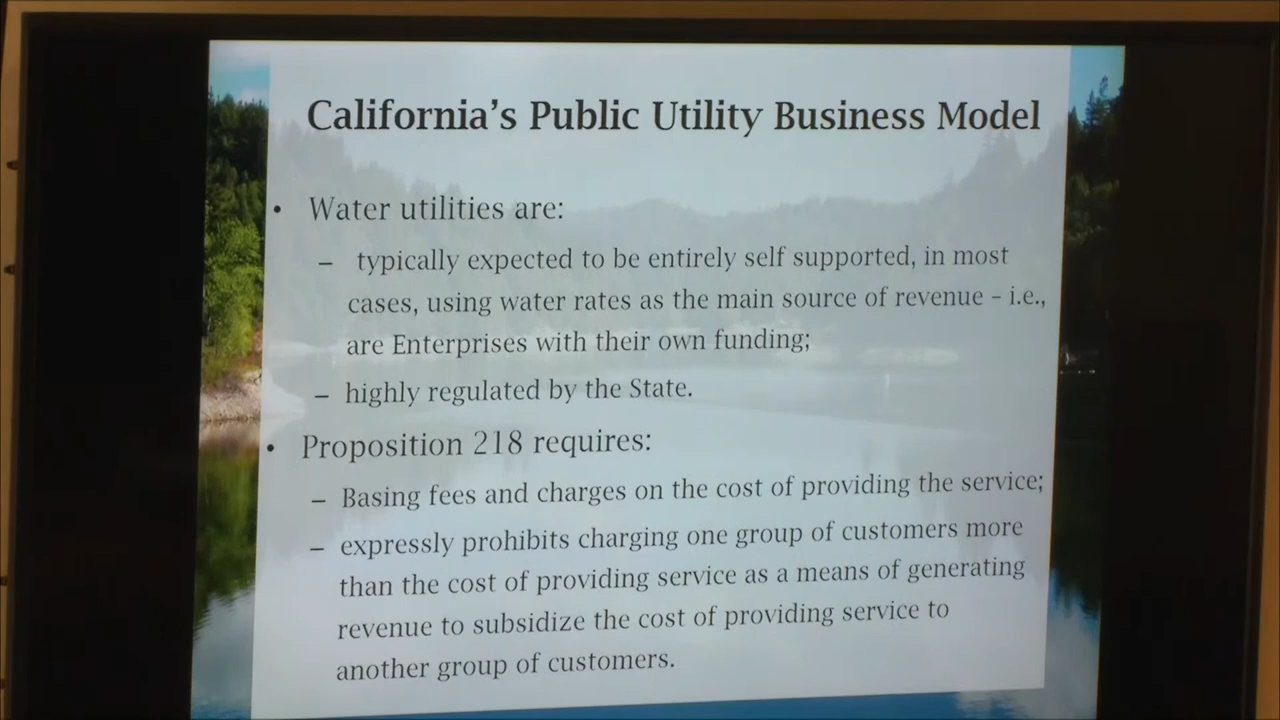 California's Public Utility Business Model
• Water utilities are:
– typically expected to be entirely self supported, in most
cases, using water rates as the main source of revenue – i.e.,
are Enterprises with their own funding;
– highly regulated by the State.
• Proposition 218 requires:
– Basing fees and charges on the cost of providing the service;
– expressly prohibits charging one group of customers more
than the cost of providing service as a means of generating
revenue to subsidize the cost of providing service to
another group of customers.